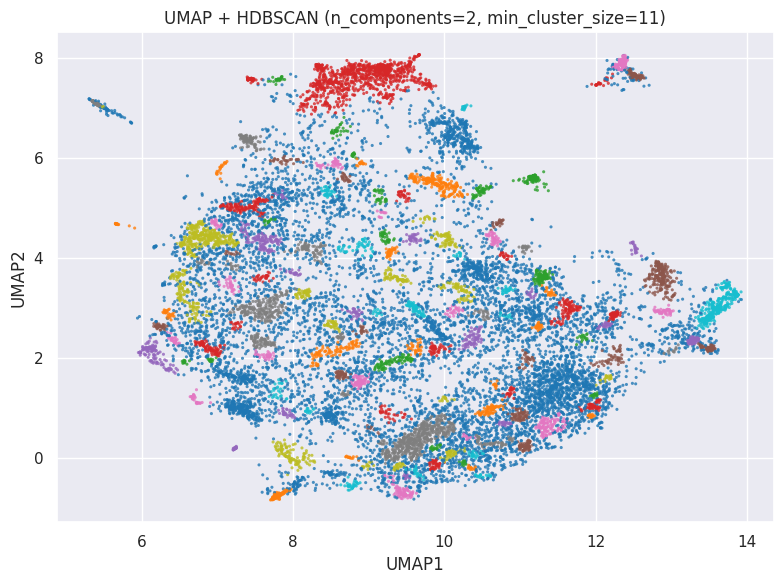 UMAP + HDBSCAN (n_components=2, min_cluster_size=11)
8
6
4
2
0
UMAP2
6 8 10 12 14
UMAP1